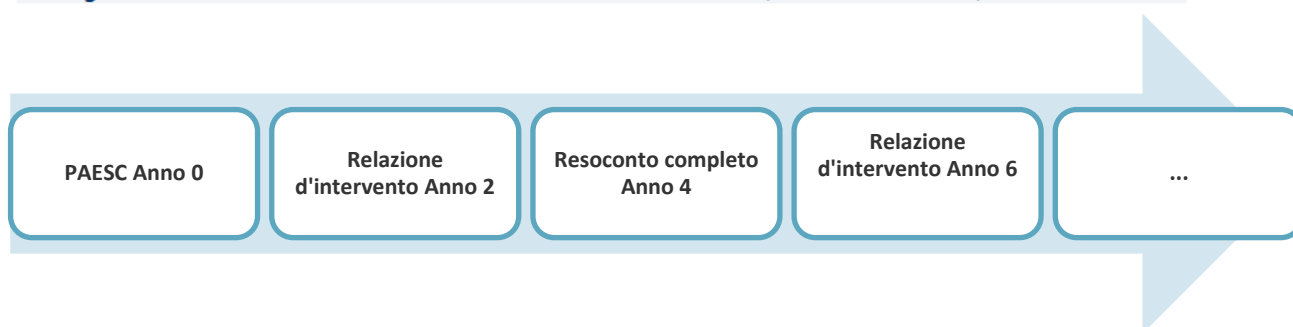 PAESC Anno 0
Relazione
d'intervento Anno 2
Resoconto completo
Anno 4
Relazione
d'intervento Anno 6
...